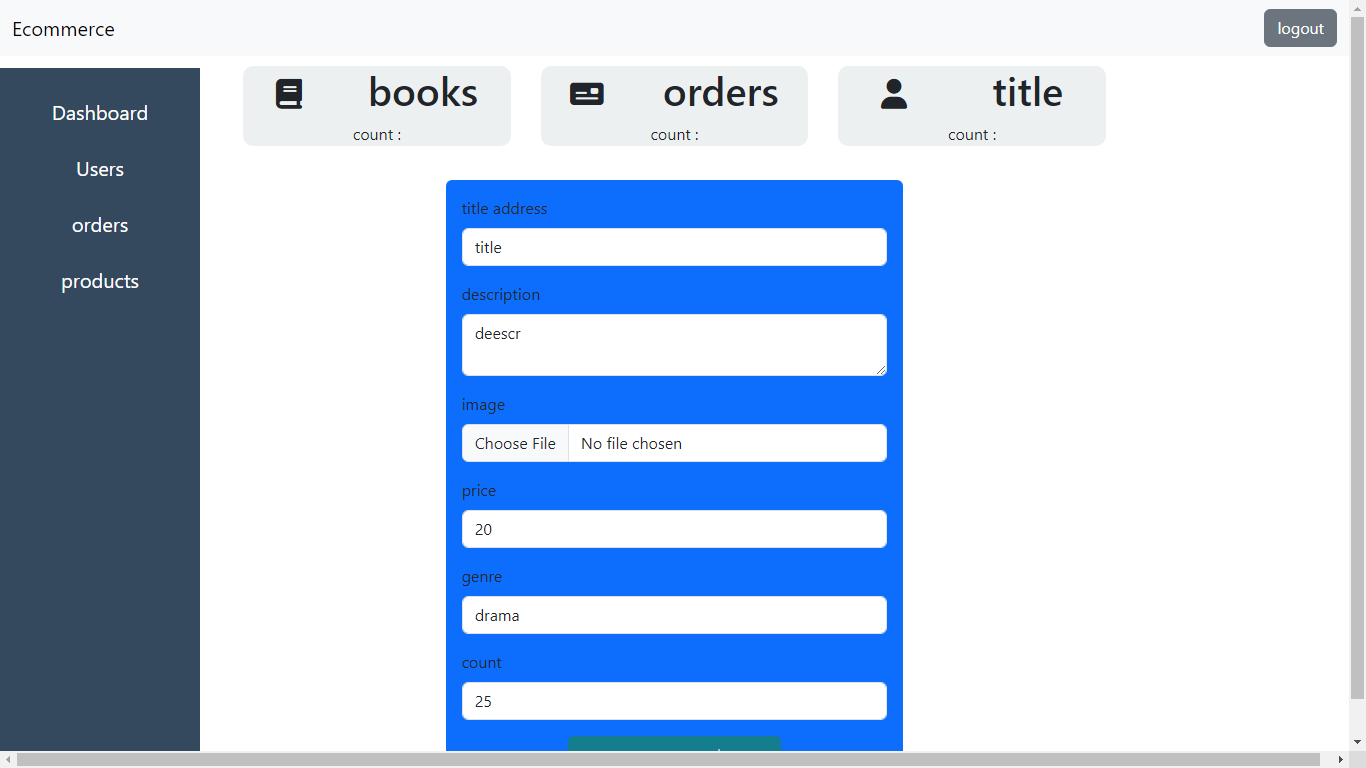 Ecommerce
logout
Dashboard
Users
orders
products
books
count :
orders
count :
title
count :
title address
title
description
deescr
image
Choose File No file chosen
price
20
genre
drama
count
25